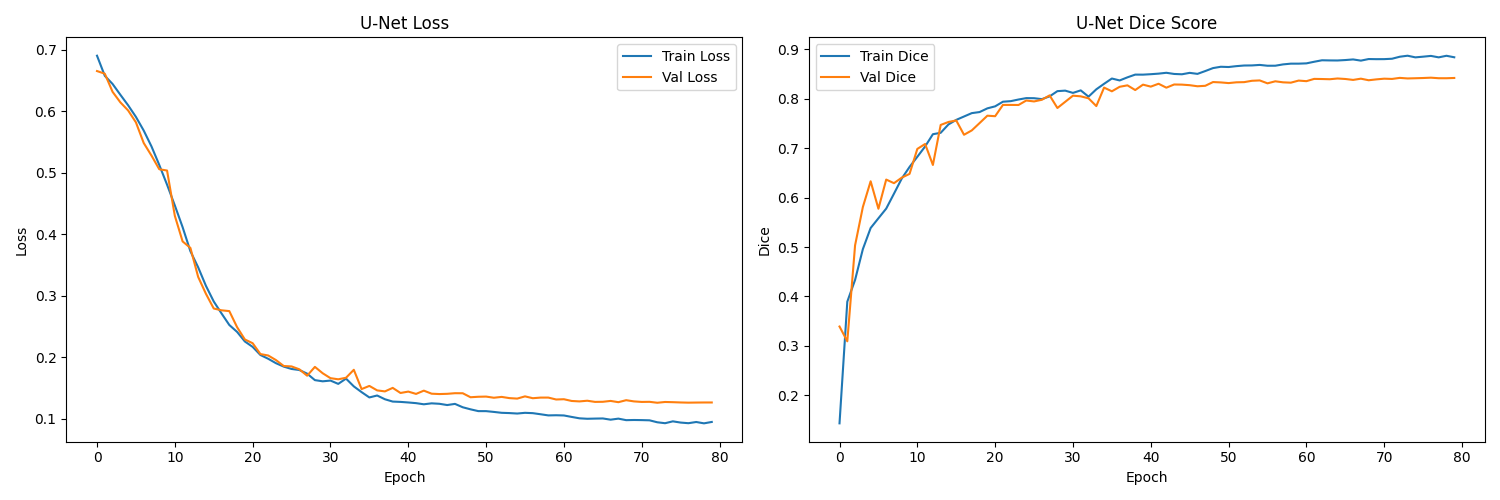 U-Net Loss
0.7
0.6
0.5
0.4
0.3
0.2
0.1
Loss
Train Loss
Val Loss
0 10 20 30 40 50 60 70 80
Epoch
U-Net Dice Score
0.9
0.8
0.7
0.6
0.5
0.4
0.3
0.2
Dice
Train Dice
Val Dice
0 10 20 30 40 50 60 70 80
Epoch